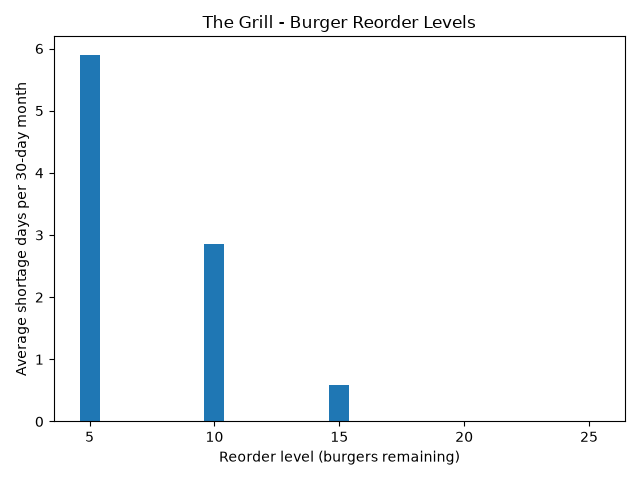 The Grill - Burger Reorder Levels
Average shortage days per 30-day month
6
5
4
3
2
1
0
5 10 15 20 25
Reorder level (burgers remaining)